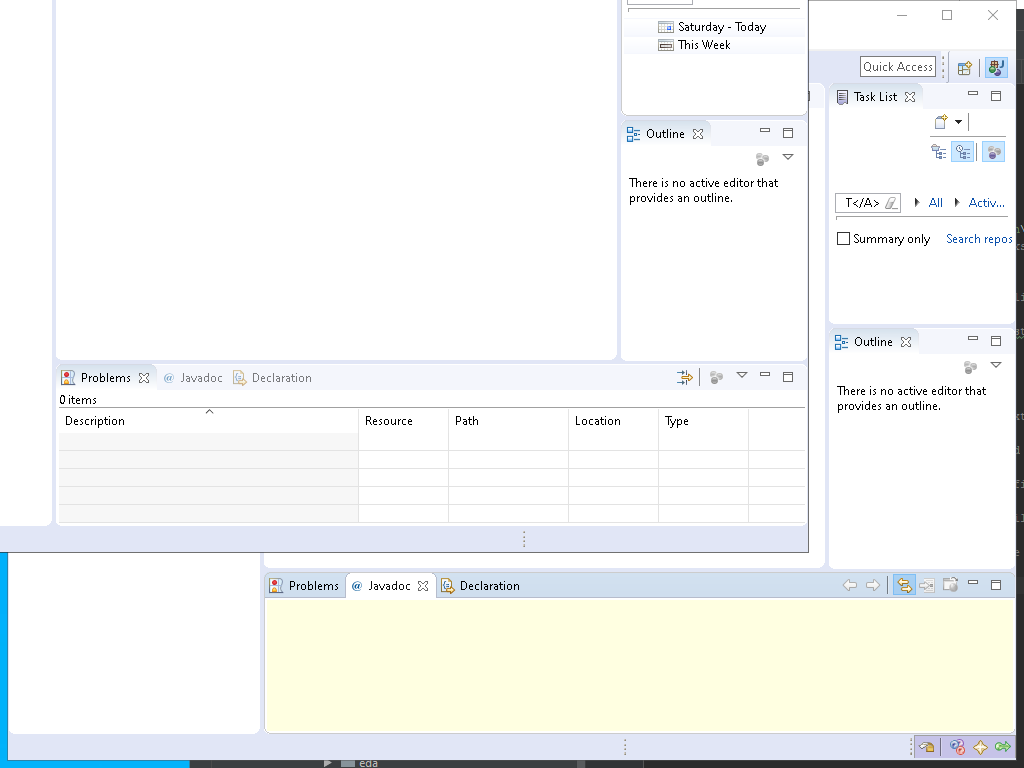 Saturday - Today
This Week
Quick Access
Task List
Outline
There is no active editor that
provides an outline.
T</A>
All
Activ...
Summary only
Search repos
Outline
There is no active editor that
provides an outline.
Problems
@ Javadoc
Declaration
0 items
Description
Resource
Path
Location
Type
Problems
@ Javadoc
Declaration
eda